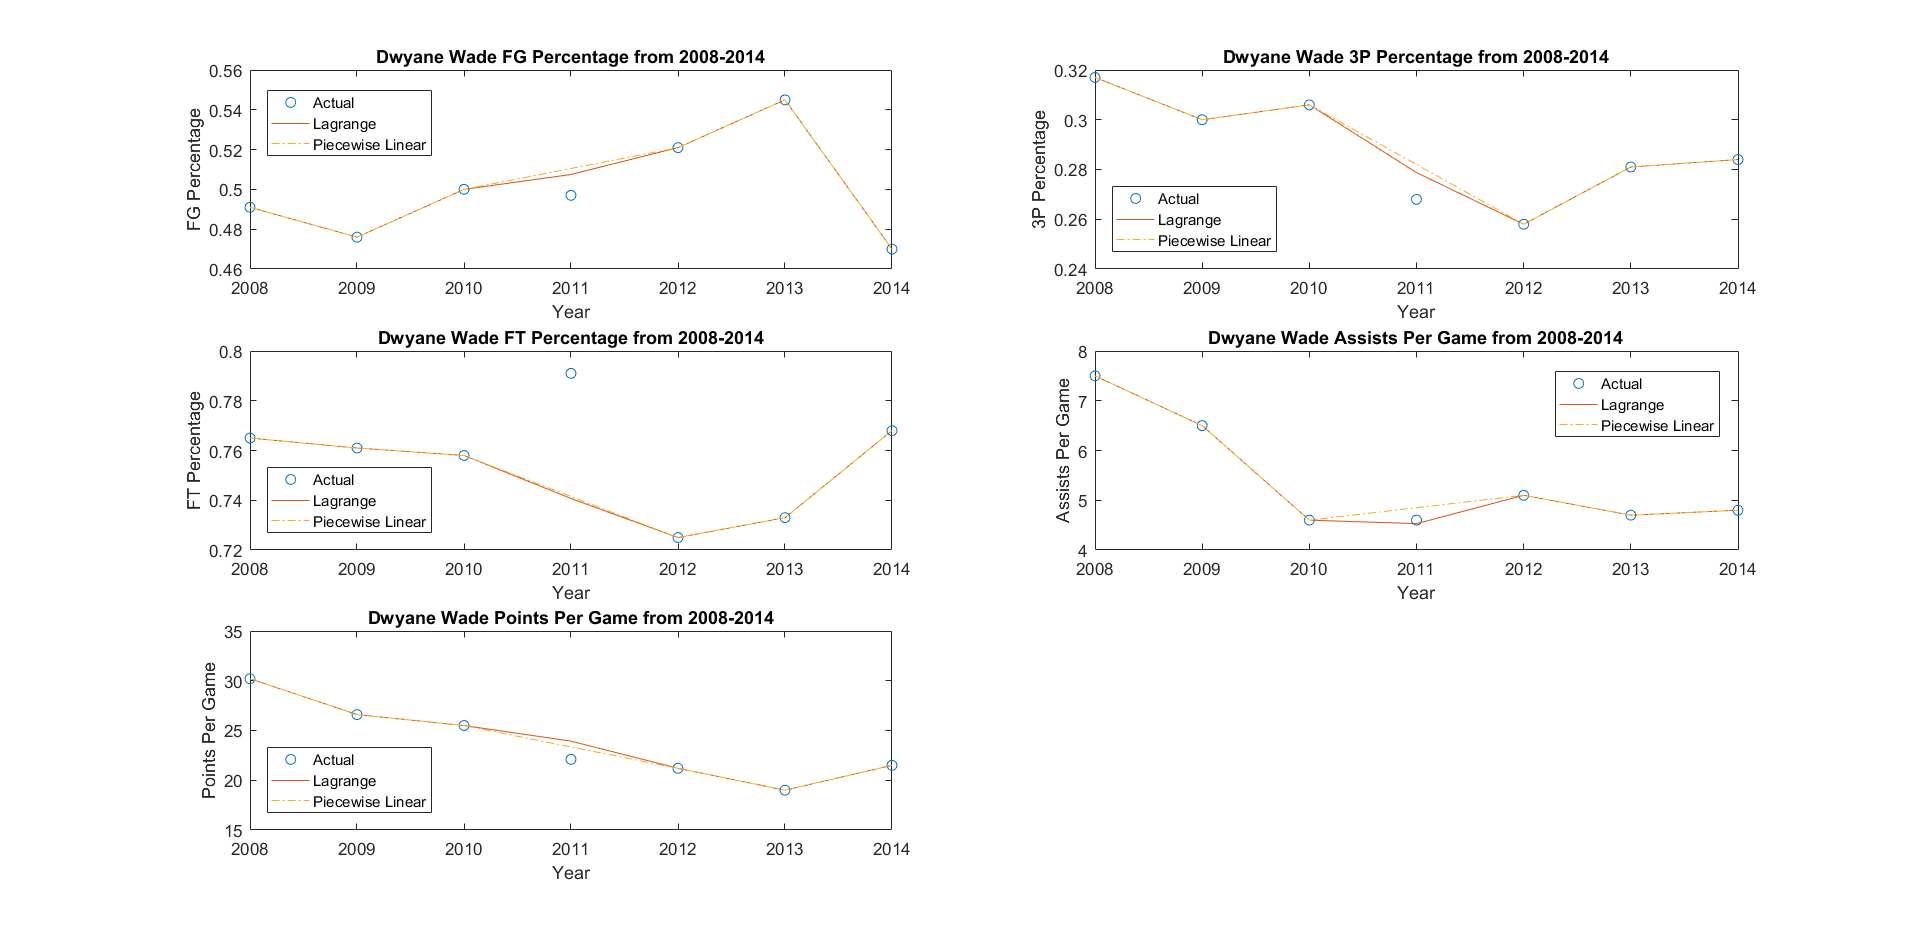 Dwyane Wade FG Percentage from 2008-2014
0.56
0.54
0.52
0.5
0.48
0.46
FG Percentage
Actual
Lagrange
Piecewise Linear
2008 2009 2010 2011 2012 2013 2014
Year
Dwyane Wade 3P Percentage from 2008-2014
0.32
0.3
0.28
0.26
0.24
3P Percentage
Actual
Lagrange
Piecewise Linear
2008 2009 2010 2011 2012 2013 2014
Year
Dwyane Wade FT Percentage from 2008-2014
0.8
0.78
0.76
0.74
0.72
FT Percentage
Actual
Lagrange
Piecewise Linear
2008 2009 2010 2011 2012 2013 2014
Year
Dwyane Wade Assists Per Game from 2008-2014
8
7
6
5
4
Assists Per Game
Actual
Lagrange
Piecewise Linear
2008 2009 2010 2011 2012 2013 2014
Year
Dwyane Wade Points Per Game from 2008-2014
35
30
25
20
15
Points Per Game
Actual
Lagrange
Piecewise Linear
2008 2009 2010 2011 2012 2013 2014
Year